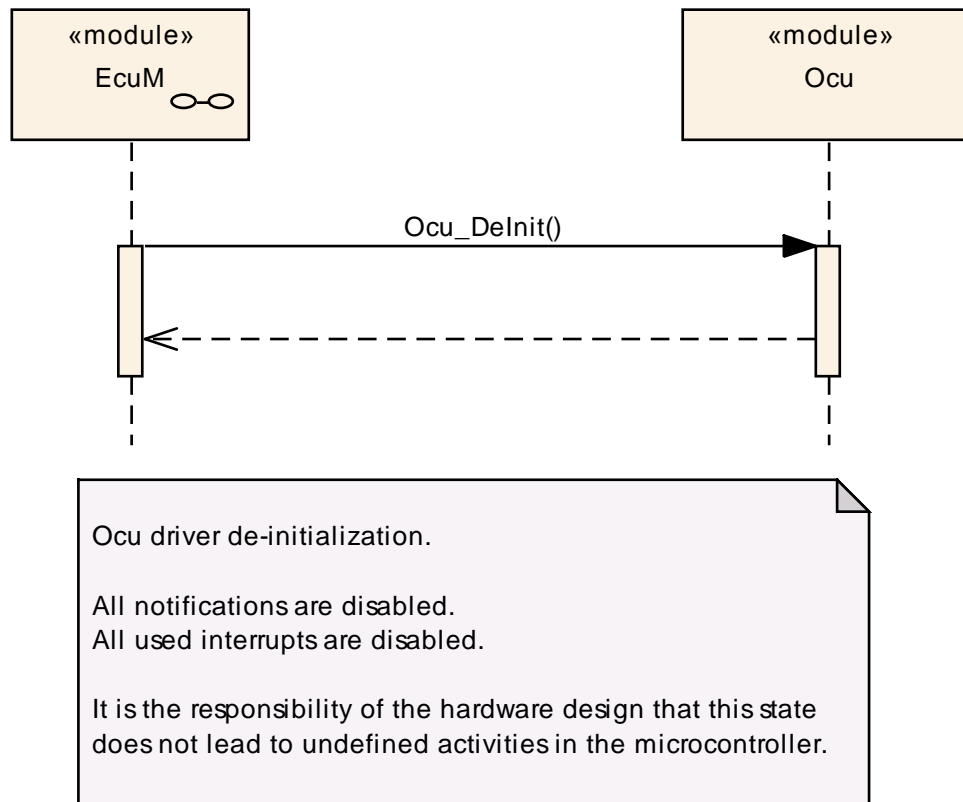 «module»
EcuM
«module»
Ocu
Ocu_DeInit()
Ocu driver de-initialization.
All notifications are disabled.
All used interrupts are disabled.
It is the responsibility of the hardware design that this state
does not lead to undefined activities in the microcontroller.